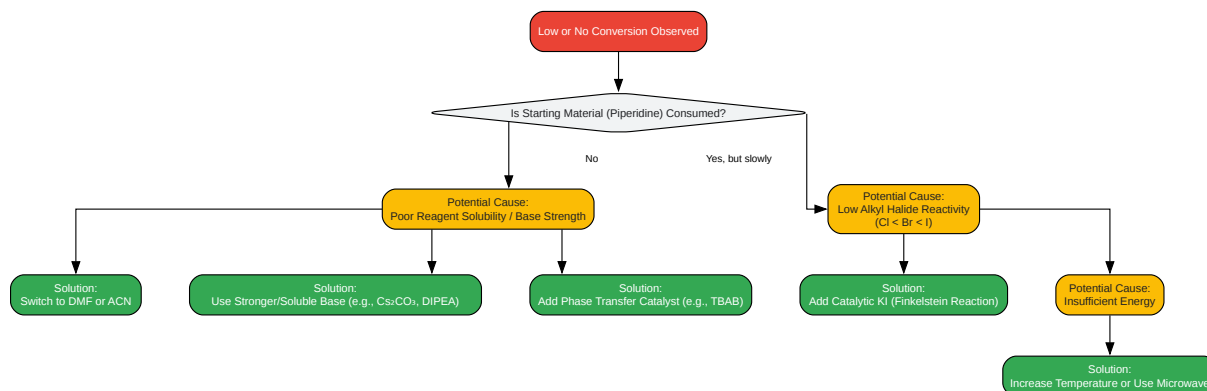 Low or No Conversion Observed
Is Starting Material (Piperidine) Consumed?
No
Yes, but slowly
Potential Cause:
Poor Reagent Solubility / Base Strength
Potential Cause:
Low Alkyl Halide Reactivity
(Cl < Br < I)
Solution:
Switch to DMF or ACN
Solution:
Use Stronger/Soluble Base (e.g., Cs₂CO₃, DIPEA)
Solution:
Add Phase Transfer Catalyst (e.g., TBAB)
Solution:
Add Catalytic KI (Finkelstein Reaction)
Potential Cause:
Insufficient Energy
Solution:
Increase Temperature or Use Microwave